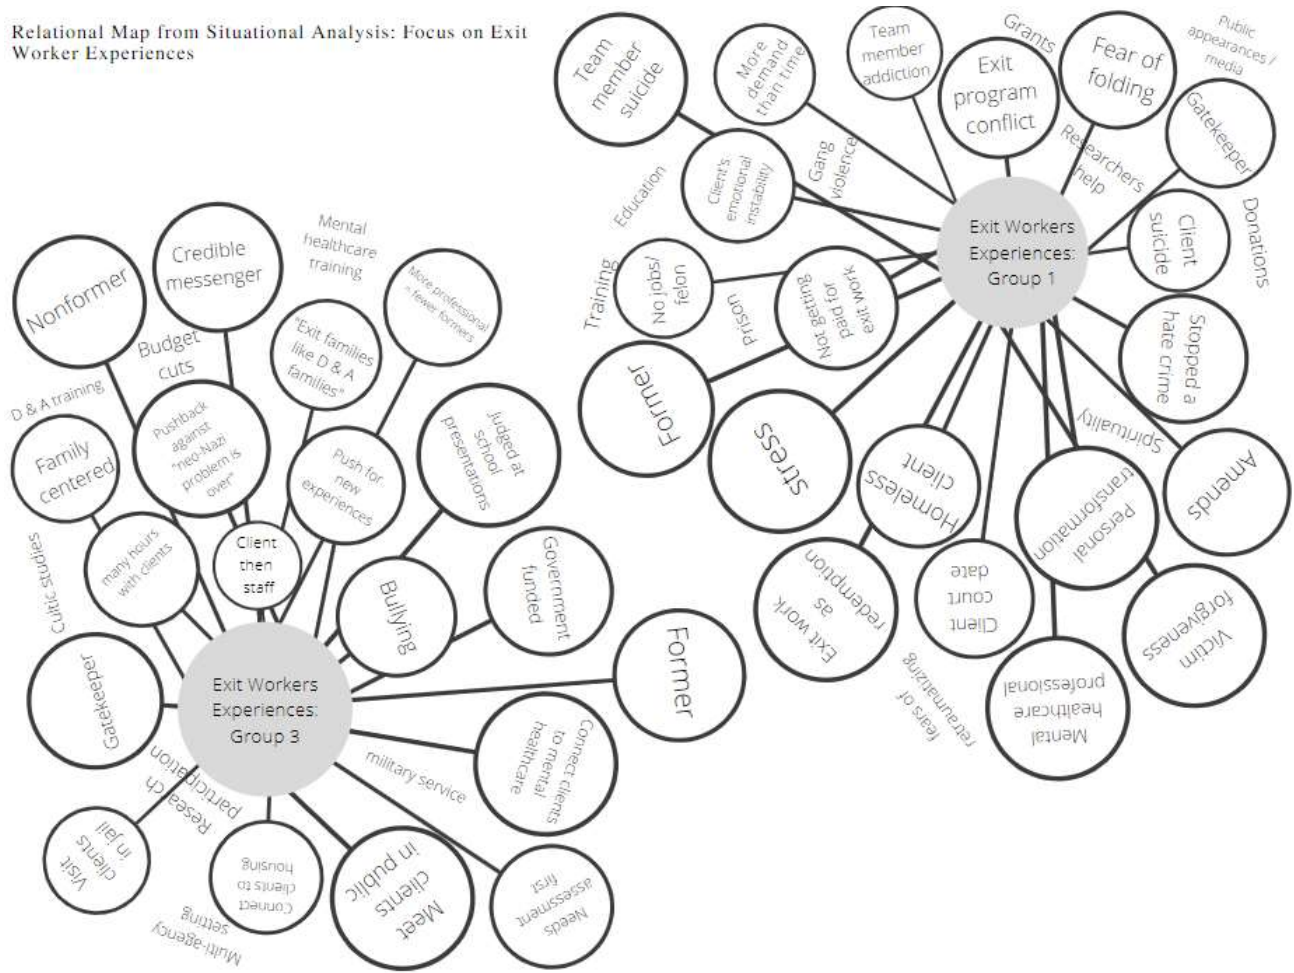 Relational Map from Situational Analysis: Focus on Exit
Worker Experiences
Team
member
suicide
More
demand
than time
Team
member
addiction
Grants
Exit
program
conflict
Fear of
folding
Public
appearances /
media
Gatekeeper
Researchers
help
Education
Client's
emotional
instability
Gang
violence
Exit Workers
Experiences:
Group 1
Client
suicide
Donations
Training
No jobs/
felon
Prison
Not getting
paid for
exit work
Stopped a
hate crime
Former
stress
Homeless
client
Spirituality
Amends
Personal
transformation
Exit work
as
redemption
Client
court
date
Victim
forgiveness
fears of
retraumatizing
Mental
healthcare
professional
Nonformer
Credible
messenger
Mental
healthcare
training
More professional
" fewer formers
Budget
cuts
"Exit families
like D & A
families"
D & A training
Family
centered
Pushback
against
"neo-Nazi
problem is
over"
Push for
new
experiences
Judged at
school
presentations
Cultic studies
many hours
with clients
Client
then
staff
Bullying
Government
funded
Gatekeeper
Exit Workers
Experiences:
Group 3
Former
Research
participation
military service
Connect clients
to mental
healthcare
Visit
clients
in jail
Connect
clients to
housing
Meet
clients
in public
Needs
assessment
first
Multi-agency
setting